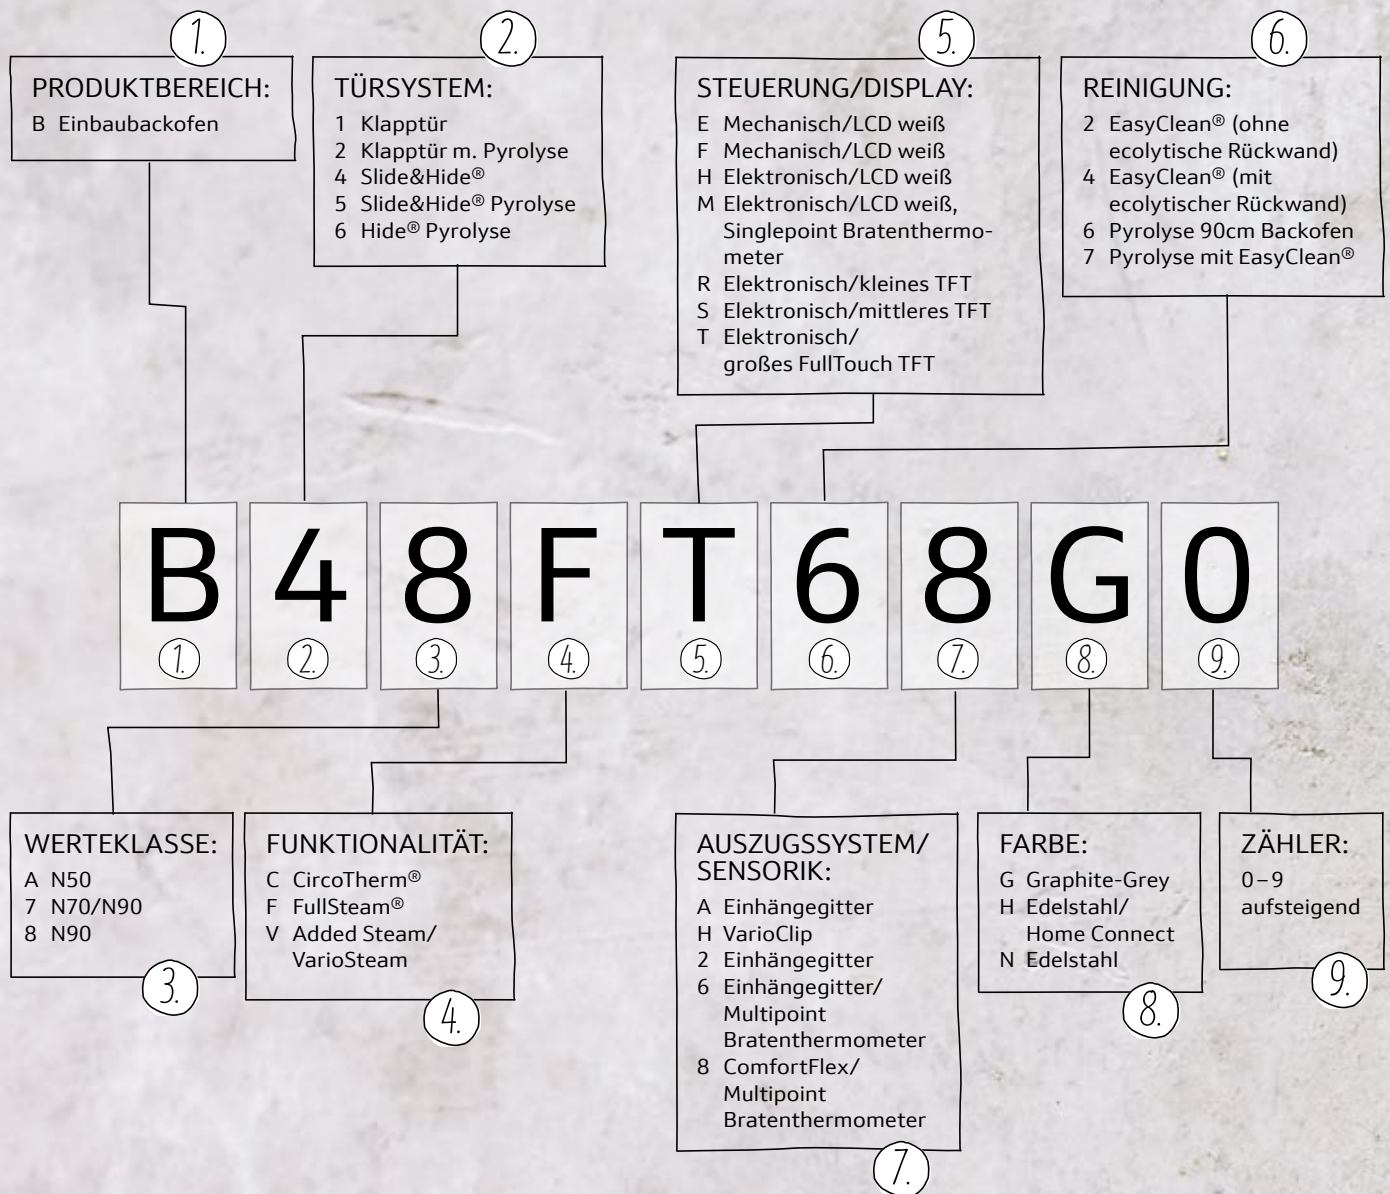 1.
PRODUKTBEREICH:
B Einbaubackofen
2.
TÜRSYSTEM:
1 Klapptür
2 Klapptür m. Pyrolyse
4 Slide&Hide®
5 Slide&Hide® Pyrolyse
6 Hide® Pyrolyse
5.
STEUERUNG/DISPLAY:
E Mechanisch/LCD weiß
F Mechanisch/LCD weiß
H Elektronisch/LCD weiß
M Elektronisch/LCD weiß,
Singlepoint Bratenthermo-
meter
R Elektronisch/kleines TFT
S Elektronisch/mittleres TFT
T Elektronisch/
großes FullTouch TFT
6.
REINIGUNG:
2 EasyClean® (ohne
ecolytische Rückwand)
4 EasyClean® (mit
ecolytischer Rückwand)
6 Pyrolyse 90cm Backofen
7 Pyrolyse mit EasyClean®
B 4 8 F T 6 8 G 0
1. 2. 3. 4. 5. 6. 7. 8. 9.
WERTEKLASSE:
A N50
7 N70/N90
8 N90
3.
FUNKTIONALITÄT:
C CircoTherm®
F FullSteam®
V Added Steam/
VarioSteam
4.
AUSZUGSSYSTEM/
SENSORIK:
A Einhängegitter
H VarioClip
2 Einhängegitter
6 Einhängegitter/
Multipoint
Bratenthermometer
8 ComfortFlex/
Multipoint
Bratenthermometer
7.
FARBE:
G Graphite-Grey
H Edelstahl/
Home Connect
N Edelstahl
8.
ZÄHLER:
0–9
aufsteigend
9.